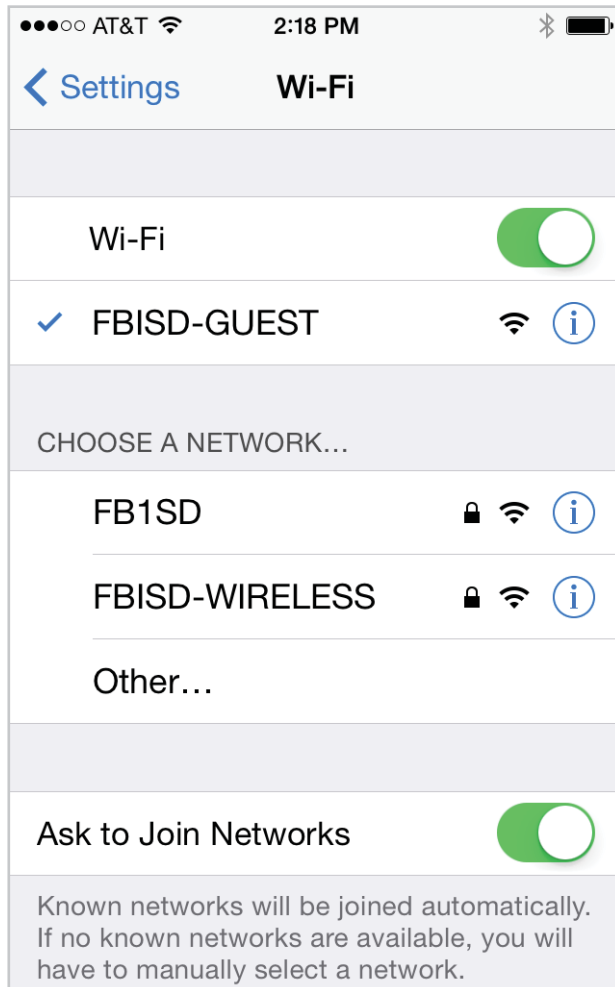 AT&T 2:18 PM
Settings Wi-Fi
Wi-Fi
FBISD-GUEST
CHOOSE A NETWORK...
FB1SD
FBISD-WIRELESS
Other...
Ask to Join Networks
Known networks will be joined automatically.
If no known networks are available, you will
have to manually select a network.